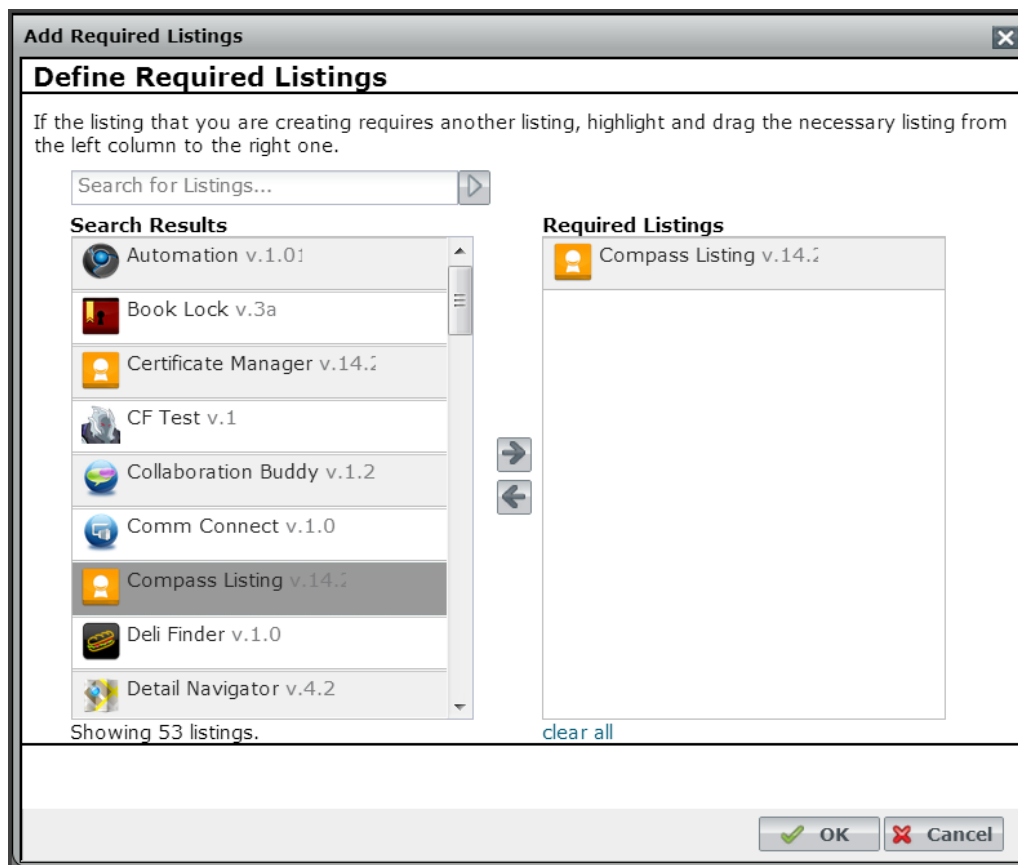 Add Required Listings
Define Required Listings
If the listing that you are creating requires another listing, highlight and drag the necessary listing from
the left column to the right one.
Search for Listings...
Search Results
Automation v.1.01
Book Lock v.3a
Certificate Manager v.14.2
CF Test v.1
Collaboration Buddy v.1.2
Comm Connect v.1.0
Compass Listing v.14.2
Deli Finder v.1.0
Detail Navigator v.4.2
Showing 53 listings.
Required Listings
Compass Listing v.14.2
clear all
OK
Cancel